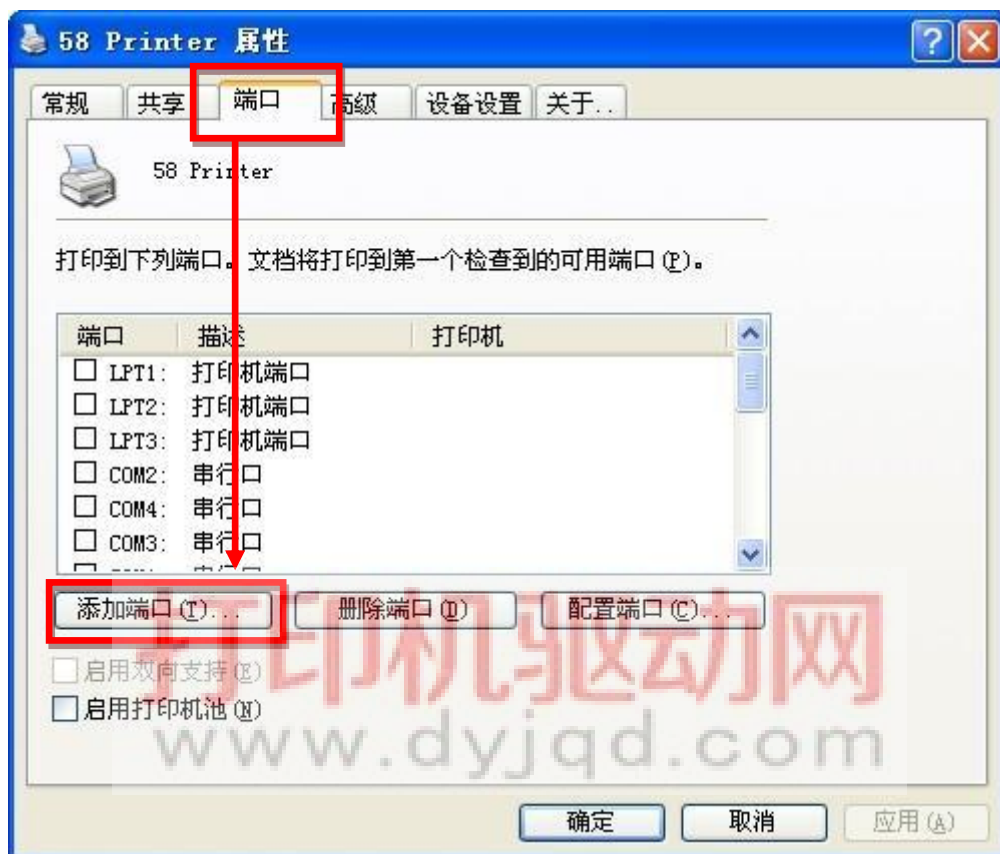 58 Printer 属性
常规 共享 端口 高级 设备设置 关于..
58 Printer
打印到下列端口。文档将打印到第一个检查到的可用端口(P)。
端口 描述 打印机
LPT1: 打印机端口
LPT2: 打印机端口
LPT3: 打印机端口
COM2: 串行口
COM4: 串行口
COM3: 串行口
添加端口(T)... 删除端口(D) 配置端口(C)...
打印机驱动网
启用双向支持(E)
启用打印机池(N)
www.dyjqd.com
确定 取消 应用(A)